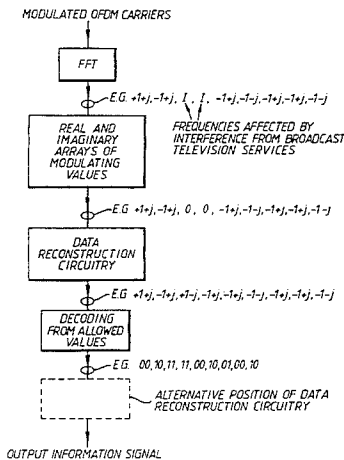 MODULATED OFDM CARRIERS
FFT
E.G. +1+j,-1+j, I , I , -1+j,-1-j,-1+j,+1+j,-1-j
REAL AND
IMAGINARY
ARRAYS OF
MODULATING
VALUES
FREQUENCIES AFFECTED BY
INTERFERENCE FROM BROADCAST
TELEVISION SERVICES
E.G +1+j,-1+j, 0 , 0 , -1+j,-1-j,-1+j,+1+j,-1-j
DATA
RECONSTRUCTION
CIRCUITRY
E.G +1+j,-1+j,+1-j,-1+j,-1+j,-1-j,-1+j,+1+j,-1-j
DECODING
FROM ALLOWED
VALUES
E.G. 00,10,11,11,00,10,01,00,10
ALTERNATIVE POSITION OF DATA
RECONSTRUCTION CIRCUITRY
OUTPUT INFORMATION SIGNAL